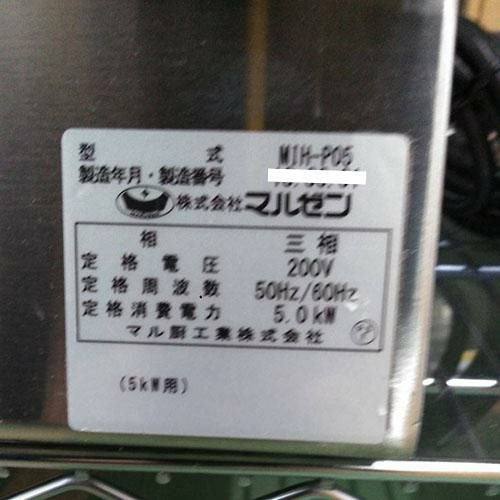 型式 MIH-P05
製造年月・製造番号
株式会社 マルゼン
相 三相
定格電圧 200V
定格周波数 50Hz/60Hz
定格消費電力 5.0kW
マル厨工業株式会社
(5kW用)